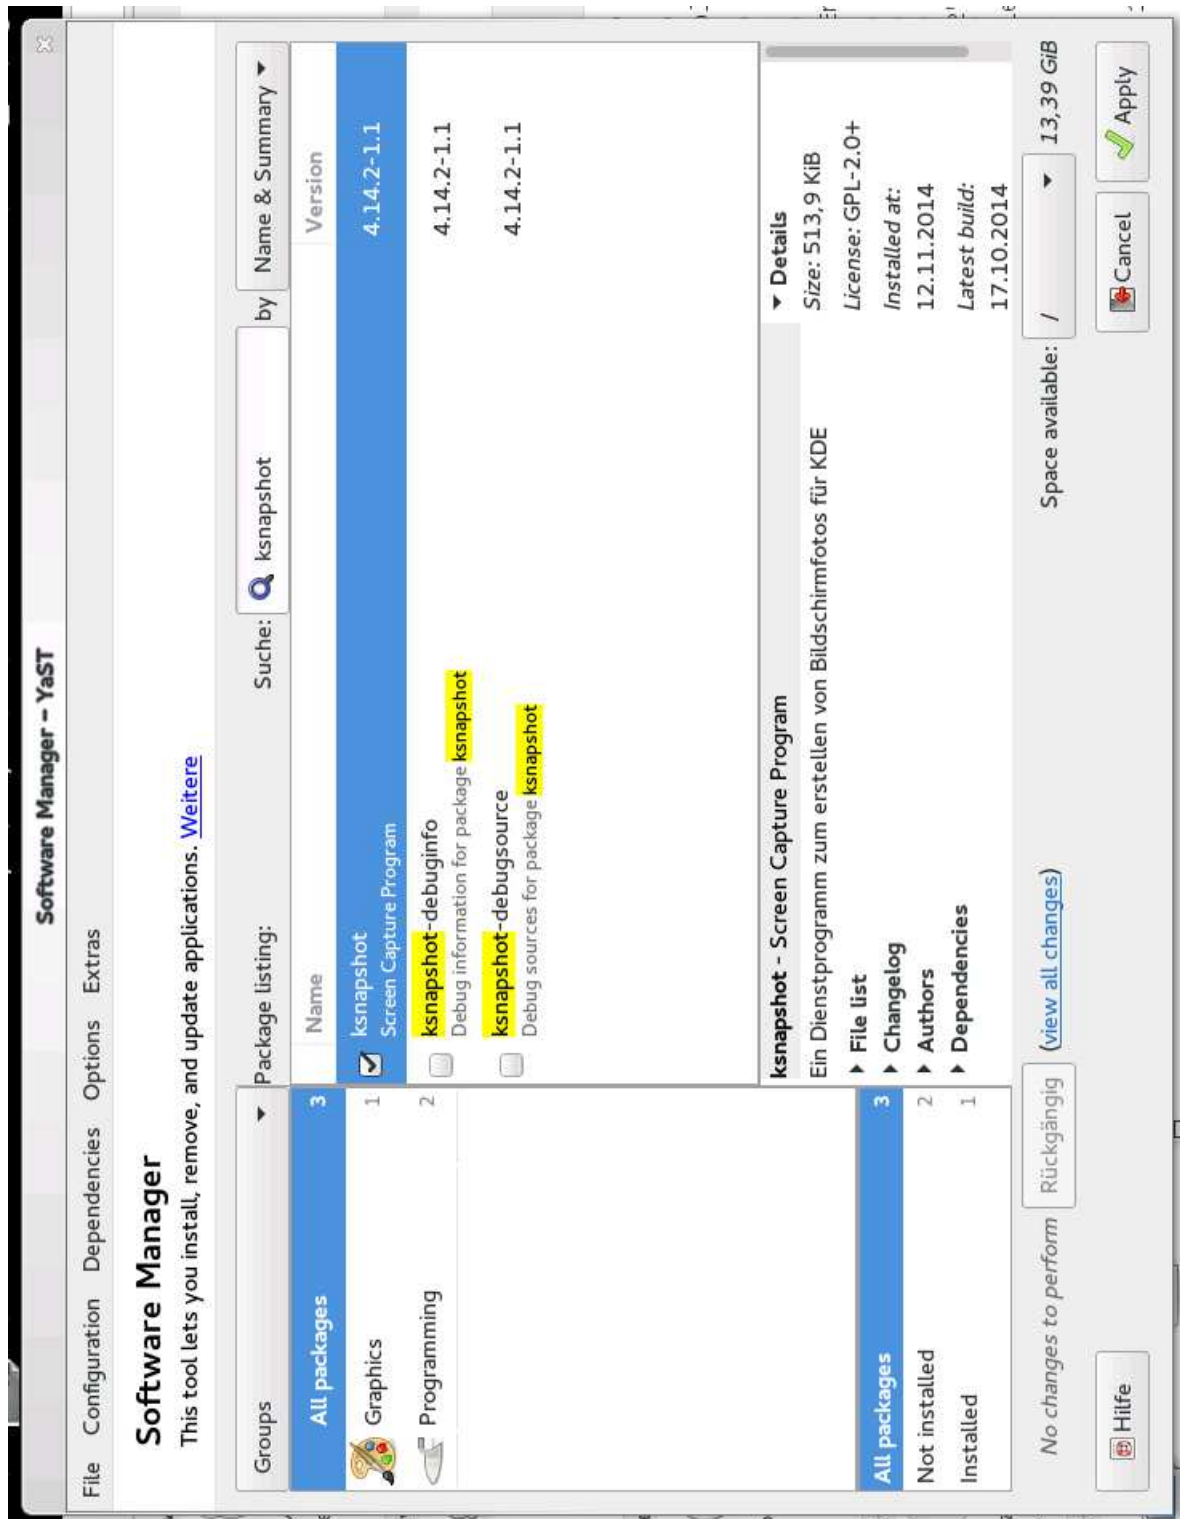 Software Manager – YaST
File Configuration Dependencies Options Extras
Software Manager
This tool lets you install, remove, and update applications. Weitere
Groups
Package listing:
Suche: ksnapshot by Name & Summary
All packages 3
Graphics 1
Programming 2
Name Version
ksnapshot 4.14.2-1.1
Screen Capture Program
ksnapshot-debuginfo 4.14.2-1.1
Debug information for package ksnapshot
ksnapshot-debugsource 4.14.2-1.1
Debug sources for package ksnapshot
All packages 3
Not installed 2
Installed 1
ksnapshot - Screen Capture Program
Ein Dienstprogramm zum erstellen von Bildschirmfotos für KDE
File list
Changelog
Authors
Dependencies
Details
Size: 513,9 KiB
License: GPL-2.0+
Installed at:
12.11.2014
Latest build:
17.10.2014
No changes to perform Rückgängig (view all changes) Space available: / 13,39 GiB
Hilfe Cancel Apply